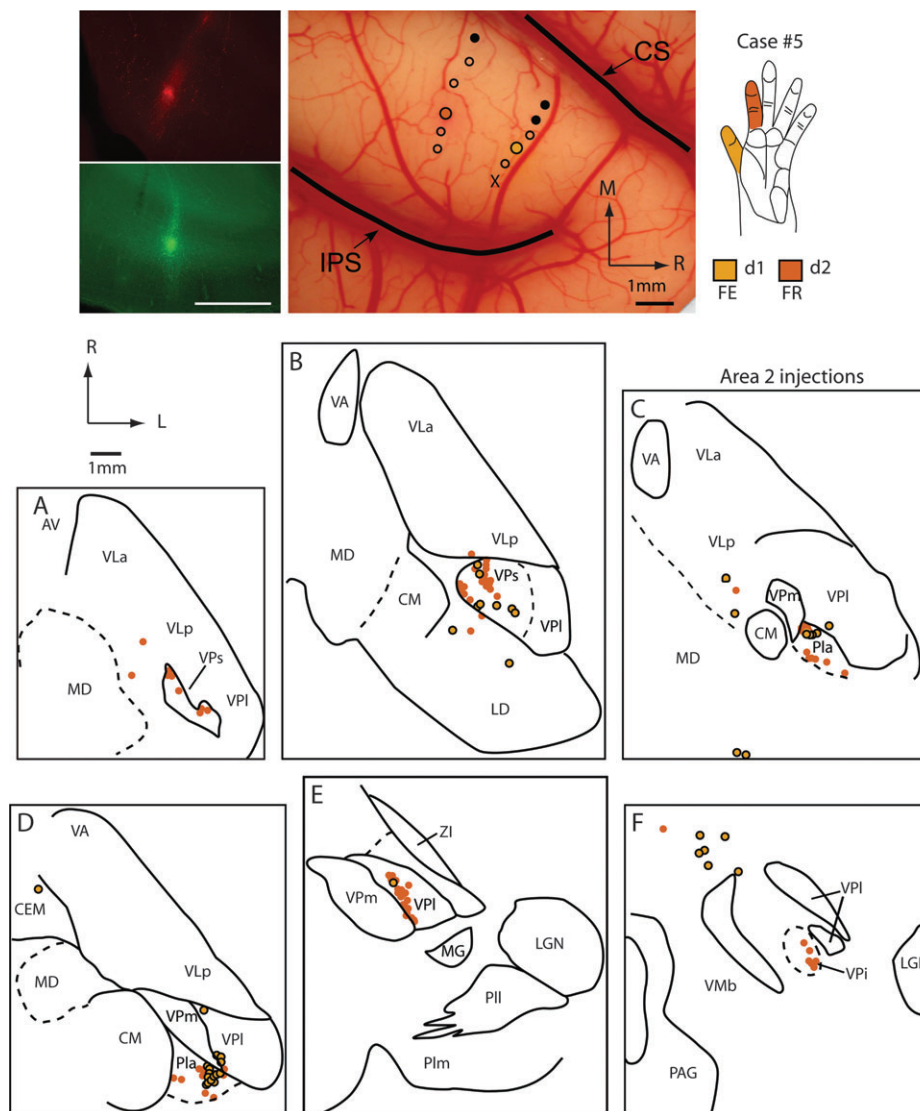 CS
IPS
X
M
R
1mm
Case #5
d1 d2
FE FR
R
L
1mm
Area 2 injections
A
AV
VLa
VLp
VPs
MD
VPl
B
VA
VLa
VLp
MD
VPs
CM
VPl
LD
C
VLa
VA
VLp
VPm
VPl
CM
Pla
MD
D
VA
CEM
VLp
MD
VPm
VPl
CM
Pla
E
ZI
VPm
VPl
MG
LGN
Pll
Plm
F
VPl
VMb
VPi
LGN
PAG